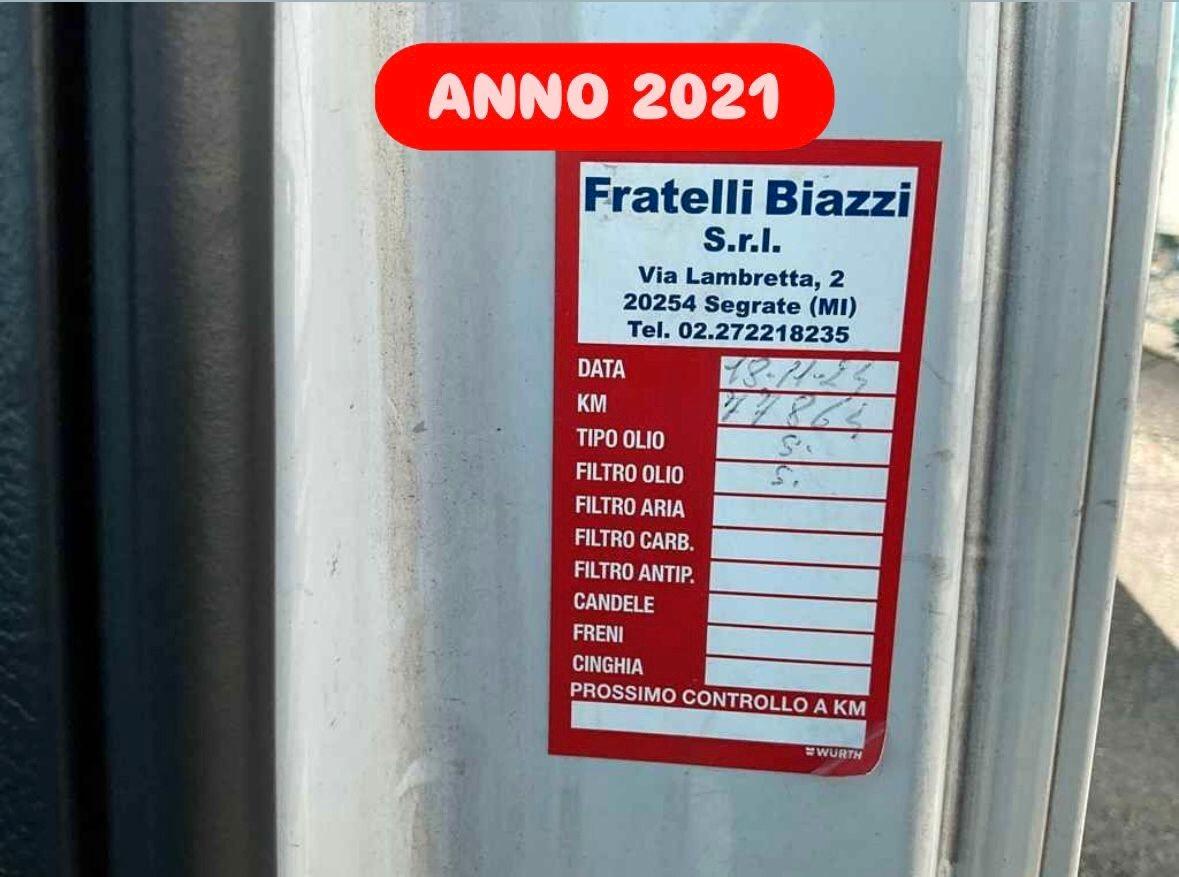 ANNO 2021
Fratelli Biazzi
S.r.l.
Via Lambretta, 2
20254 Segrate (MI)
Tel. 02.272218235
DATA
KM
TIPO OLIO S.
FILTRO OLIO S.
FILTRO ARIA
FILTRO CARB.
FILTRO ANTIP.
CANDELE
FRENI
CINGHIA
PROSSIMO CONTROLLO A KM
WÜRTH